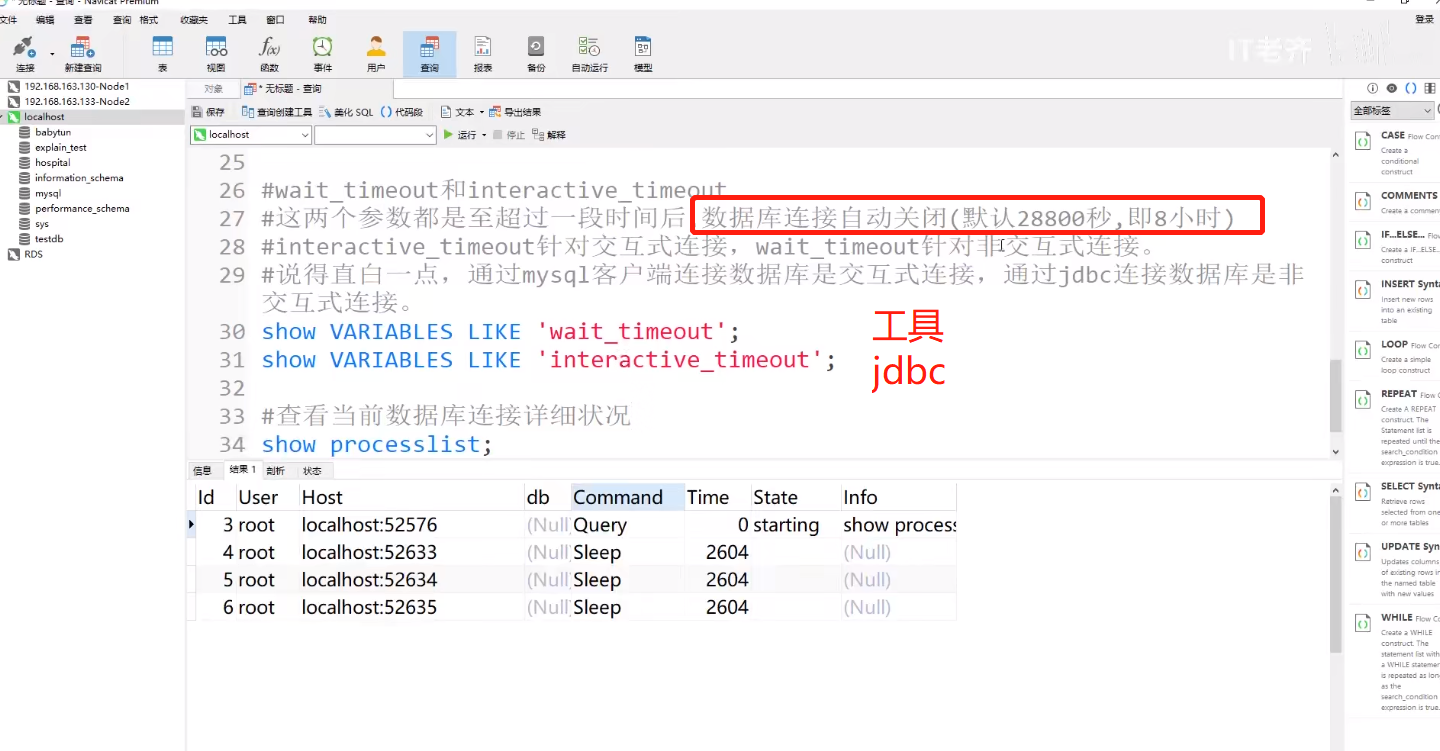 无标题 - 查询 - Navicat Premium
文件 编辑 查看 查询 格式 收藏夹 工具 窗口 帮助
登录
连接 新建查询 表 视图 函数 事件 用户 查询 报表 备份 自动运行 模型
IT老齐
192.168.163.130-Node1
192.168.163.133-Node2
localhost
babytun
explain_test
hospital
information_schema
mysql
performance_schema
sys
testdb
RDS
对象 * 无标题 - 查询
保存 查询创建工具 美化 SQL () 代码段 文本 导出结果
localhost 运行 停止 解释
25
26 #wait_timeout和interactive_timeout
27 #这两个参数都是至超过一段时间后 数据库连接自动关闭(默认28800秒,即8小时)
28 #interactive_timeout针对交互式连接，wait_timeout针对非交互式连接。
29 #说得直白一点，通过mysql客户端连接数据库是交互式连接，通过jdbc连接数据库是非
交互式连接。
30 show VARIABLES LIKE 'wait_timeout';
31 show VARIABLES LIKE 'interactive_timeout';
工具
jdbc
32
33 #查看当前数据库连接详细状况
34 show processlist;
信息 结果 1 剖析 状态
Id User Host db Command Time State Info
3 root localhost:52576 (Null) Query 0 starting show process
4 root localhost:52633 (Null) Sleep 2604 (Null)
5 root localhost:52634 (Null) Sleep 2604 (Null)
6 root localhost:52635 (Null) Sleep 2604 (Null)
全部标签
CASE Flow Con
Create a
conditional
construct
COMMENTS
Create a comment
IF...ELSE... Flow
Create a IF...ELSE...
construct
INSERT Synta
Insert new rows
into an existing
table
LOOP Flow Con
Create a simple
loop construct
REPEAT Flow C
Create A REPEAT
construct. The
Statement list is
repeated until the
search_condition
expression is true.
SELECT Syntax
Retrieve rows
selected from one
or more tables
UPDATE Syn
Updates columns
of existing rows in
the named table
with new values
WHILE Flow Co
Create a WHILE
construct. The
statement list with
a WHILE statement
is repeated as long
as the
search_condition
expression is true.